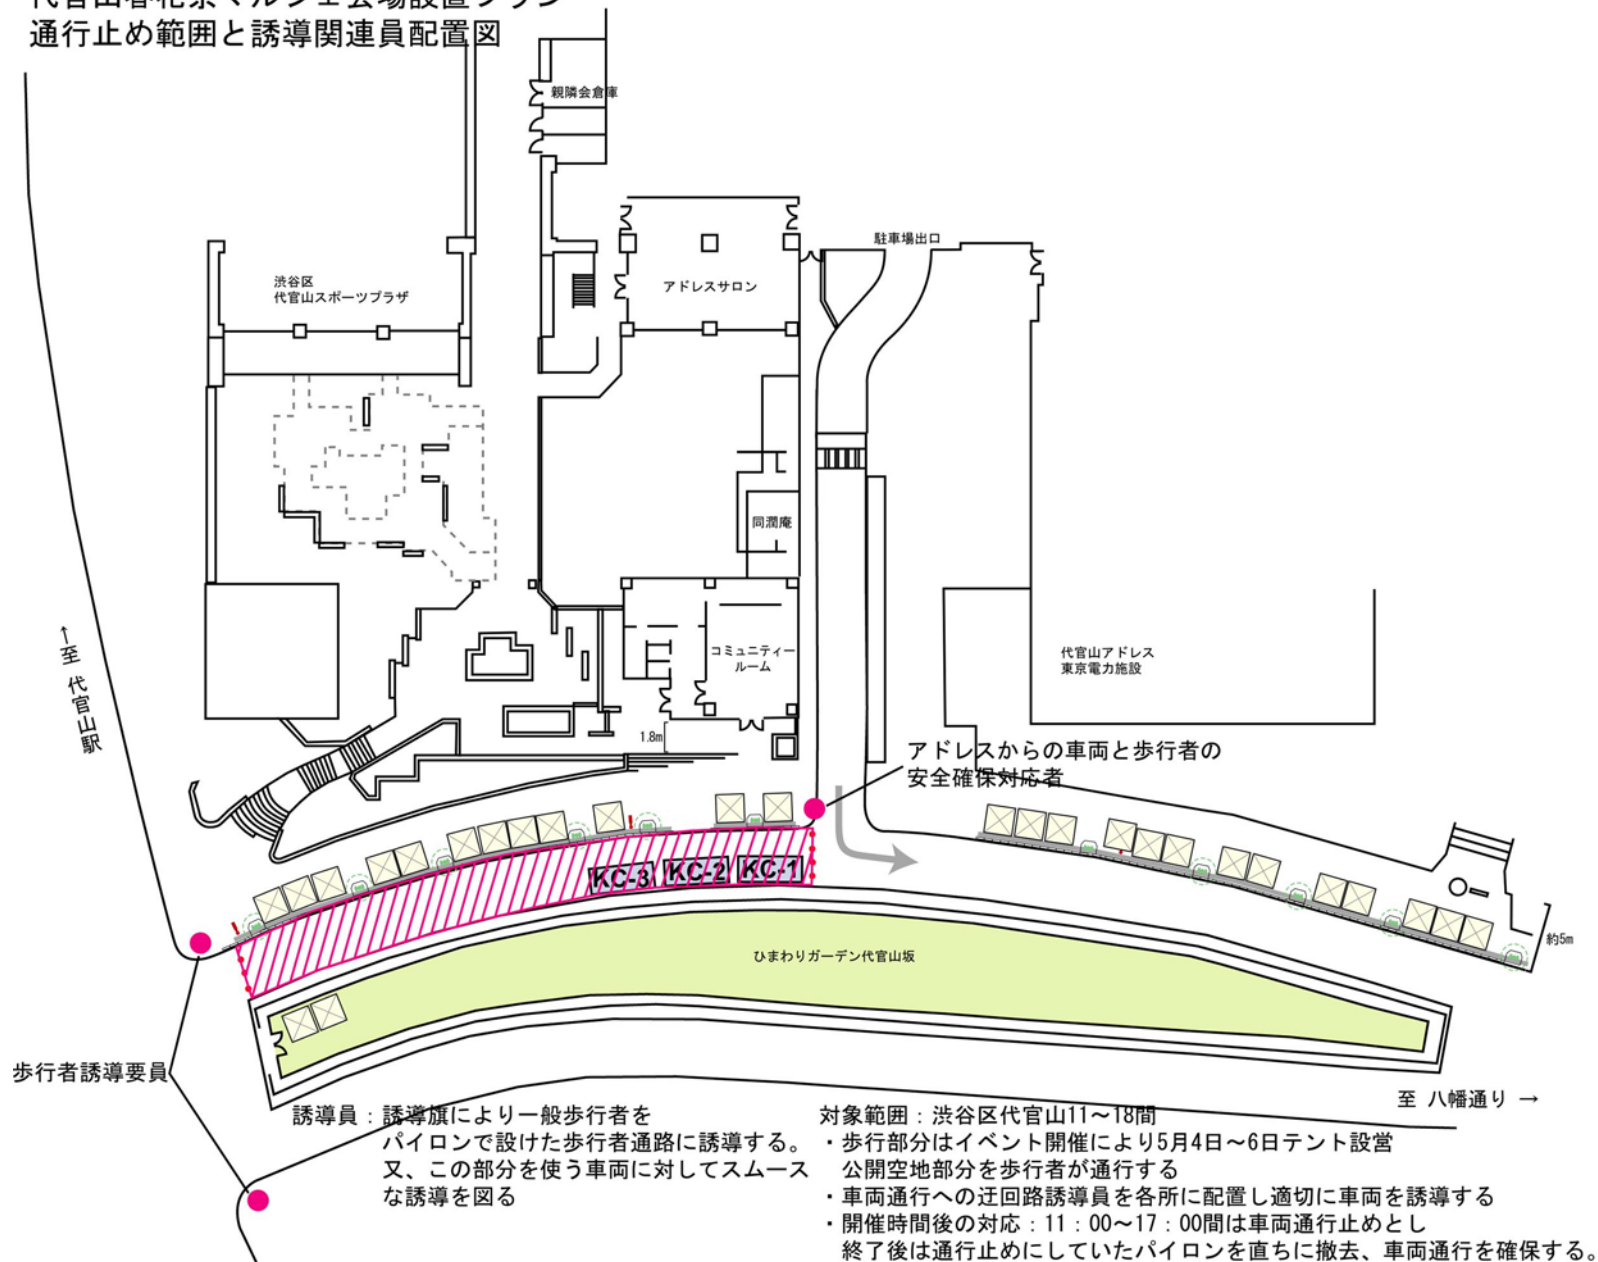 代官山春花祭マルシェ会場設置プラン
通行止め範囲と誘導関連員配置図
親隣会倉庫
駐車場出口
渋谷区
代官山スポーツプラザ
アドレスサロン
同潤庵
コミュニティー
ルーム
代官山アドレス
東京電力施設
←至 代官山駅
1.8m
アドレスからの車両と歩行者の
安全確保対応者
KC-3 KC-2 KC-1
約5m
ひまわりガーデン代官山坂
歩行者誘導要員
至 八幡通り →
誘導員：誘導旗により一般歩行者を
パイロンで設けた歩行者通路に誘導する。
又、この部分を使う車両に対してスムース
な誘導を図る
対象範囲：渋谷区代官山11～18間
・歩行部分はイベント開催により5月4日～6日テント設営
公開空地部分を歩行者が通行する
・車両通行への迂回路誘導員を各所に配置し適切に車両を誘導する
・開催時間後の対応：11：00～17：00間は車両通行止めとし
終了後は通行止めにしていたパイロンを直ちに撤去、車両通行を確保する。